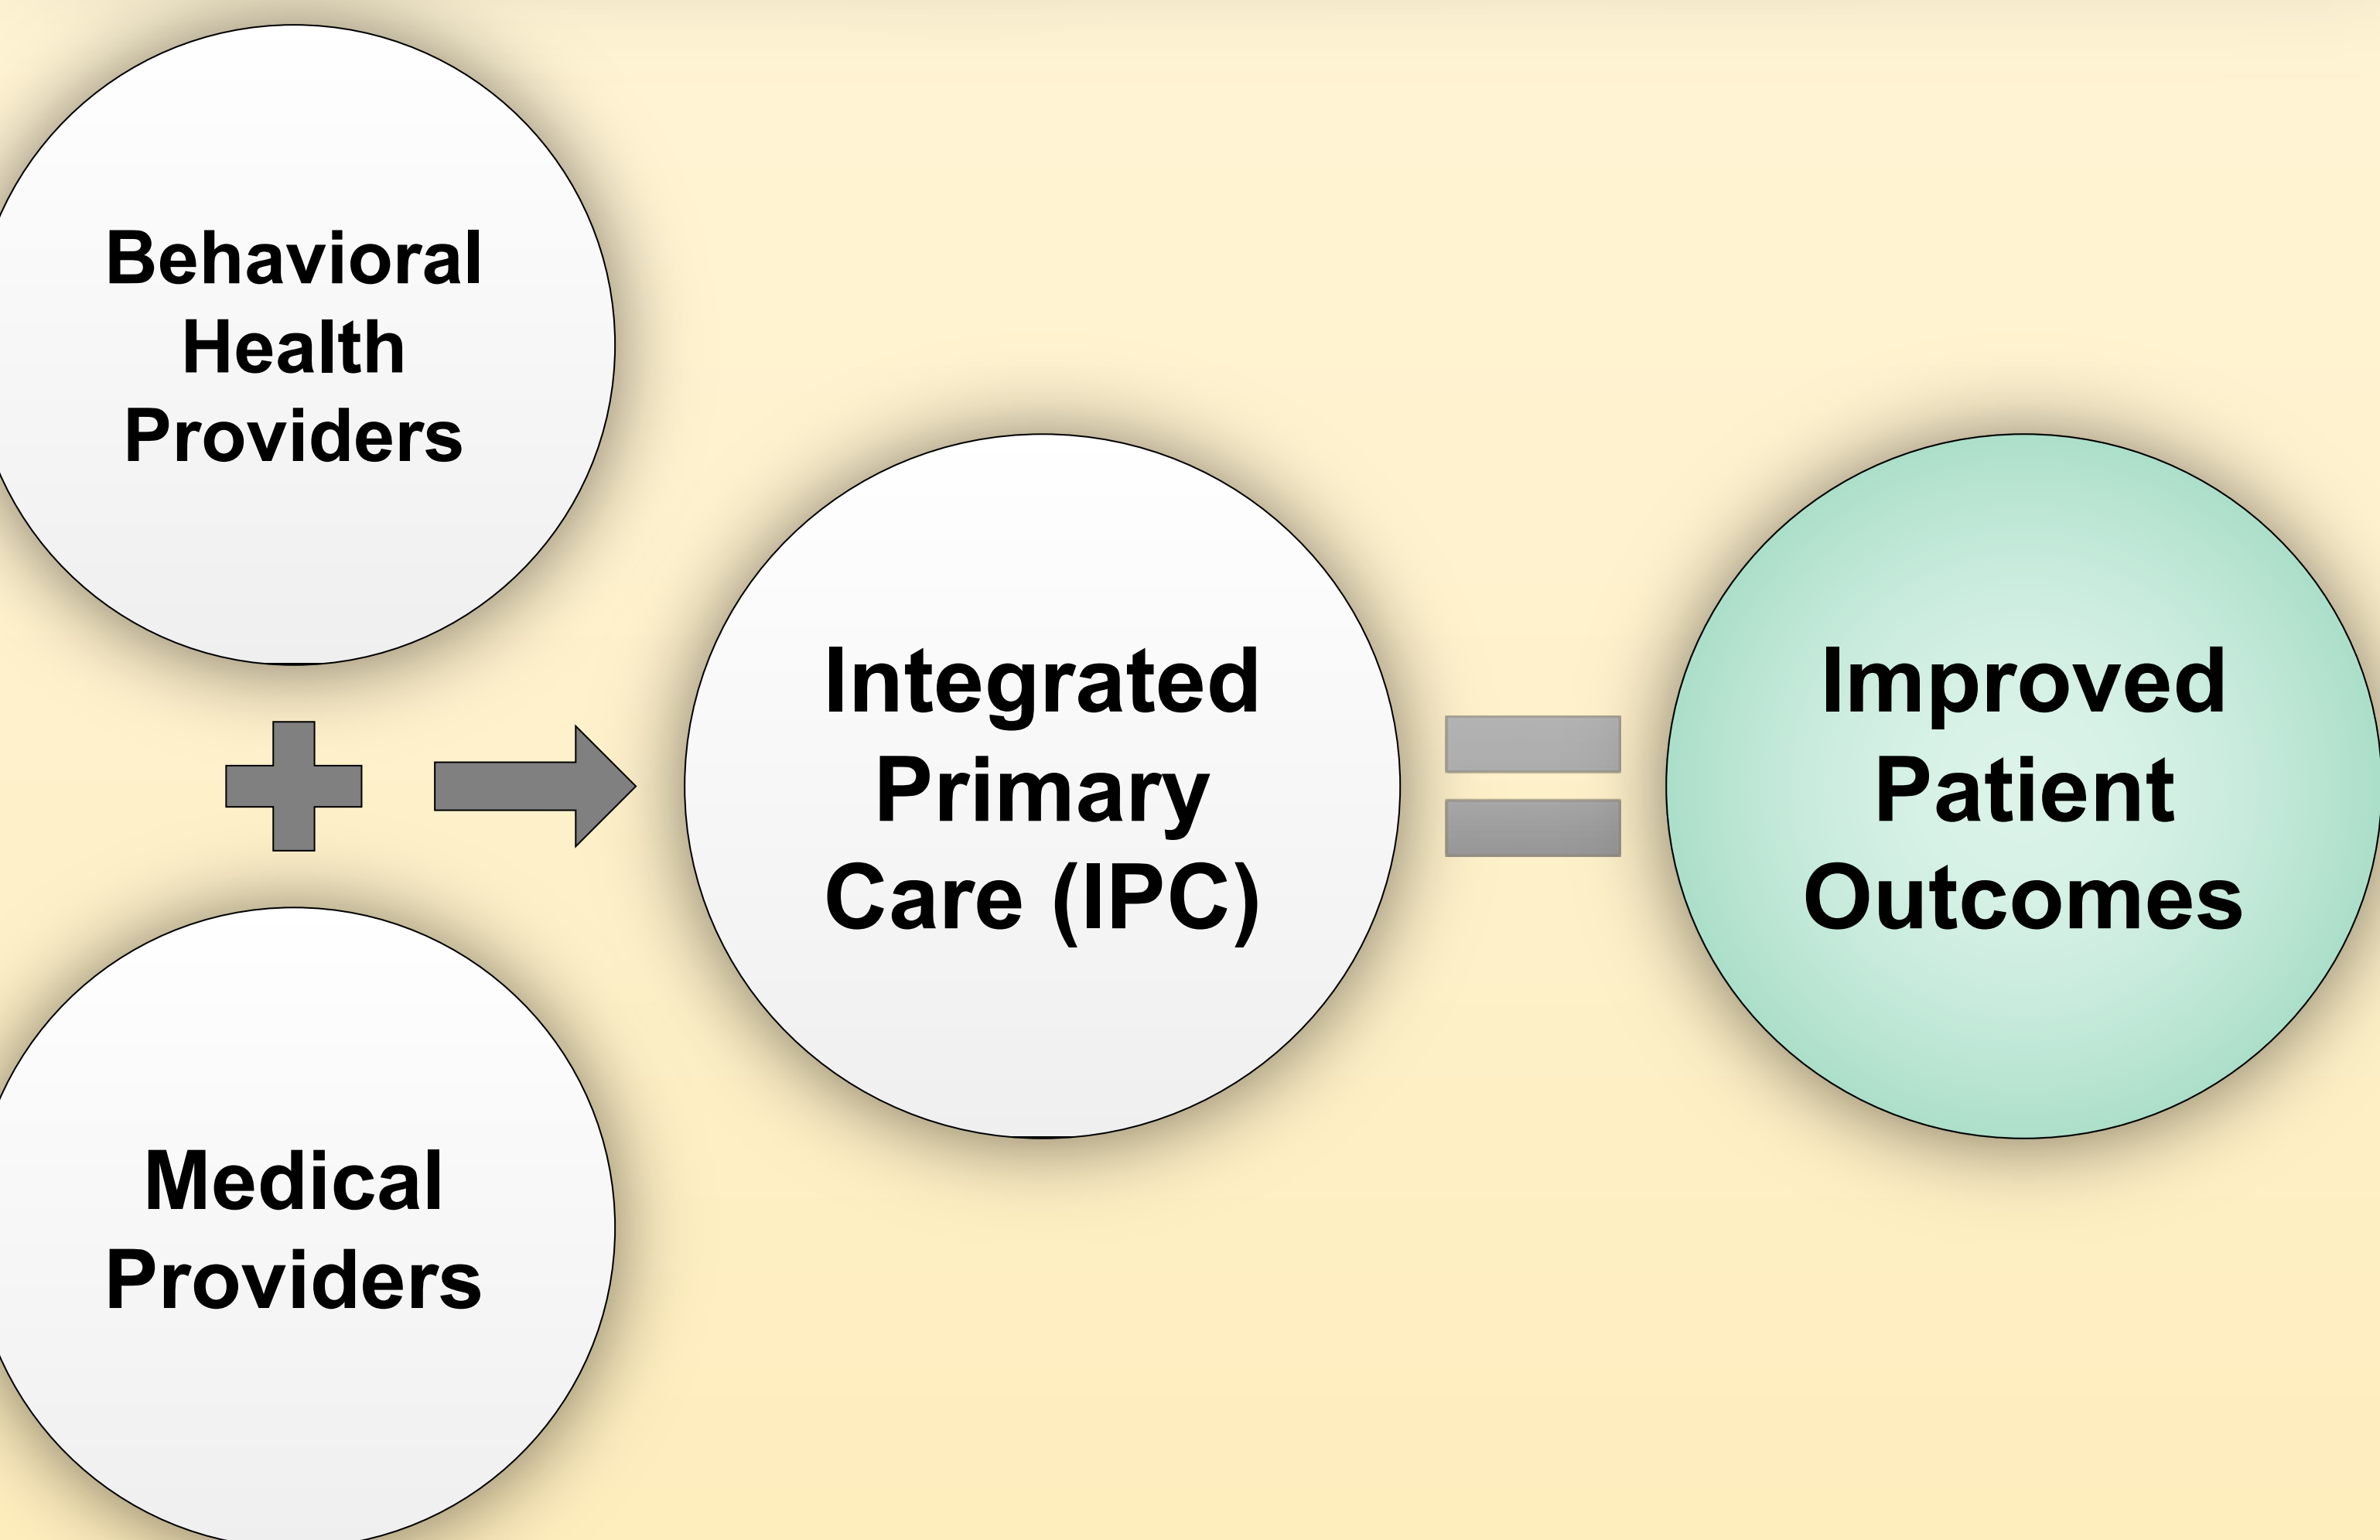 Behavioral
Health
Providers
Medical
Providers
Integrated
Primary
Care (IPC)
Improved
Patient
Outcomes